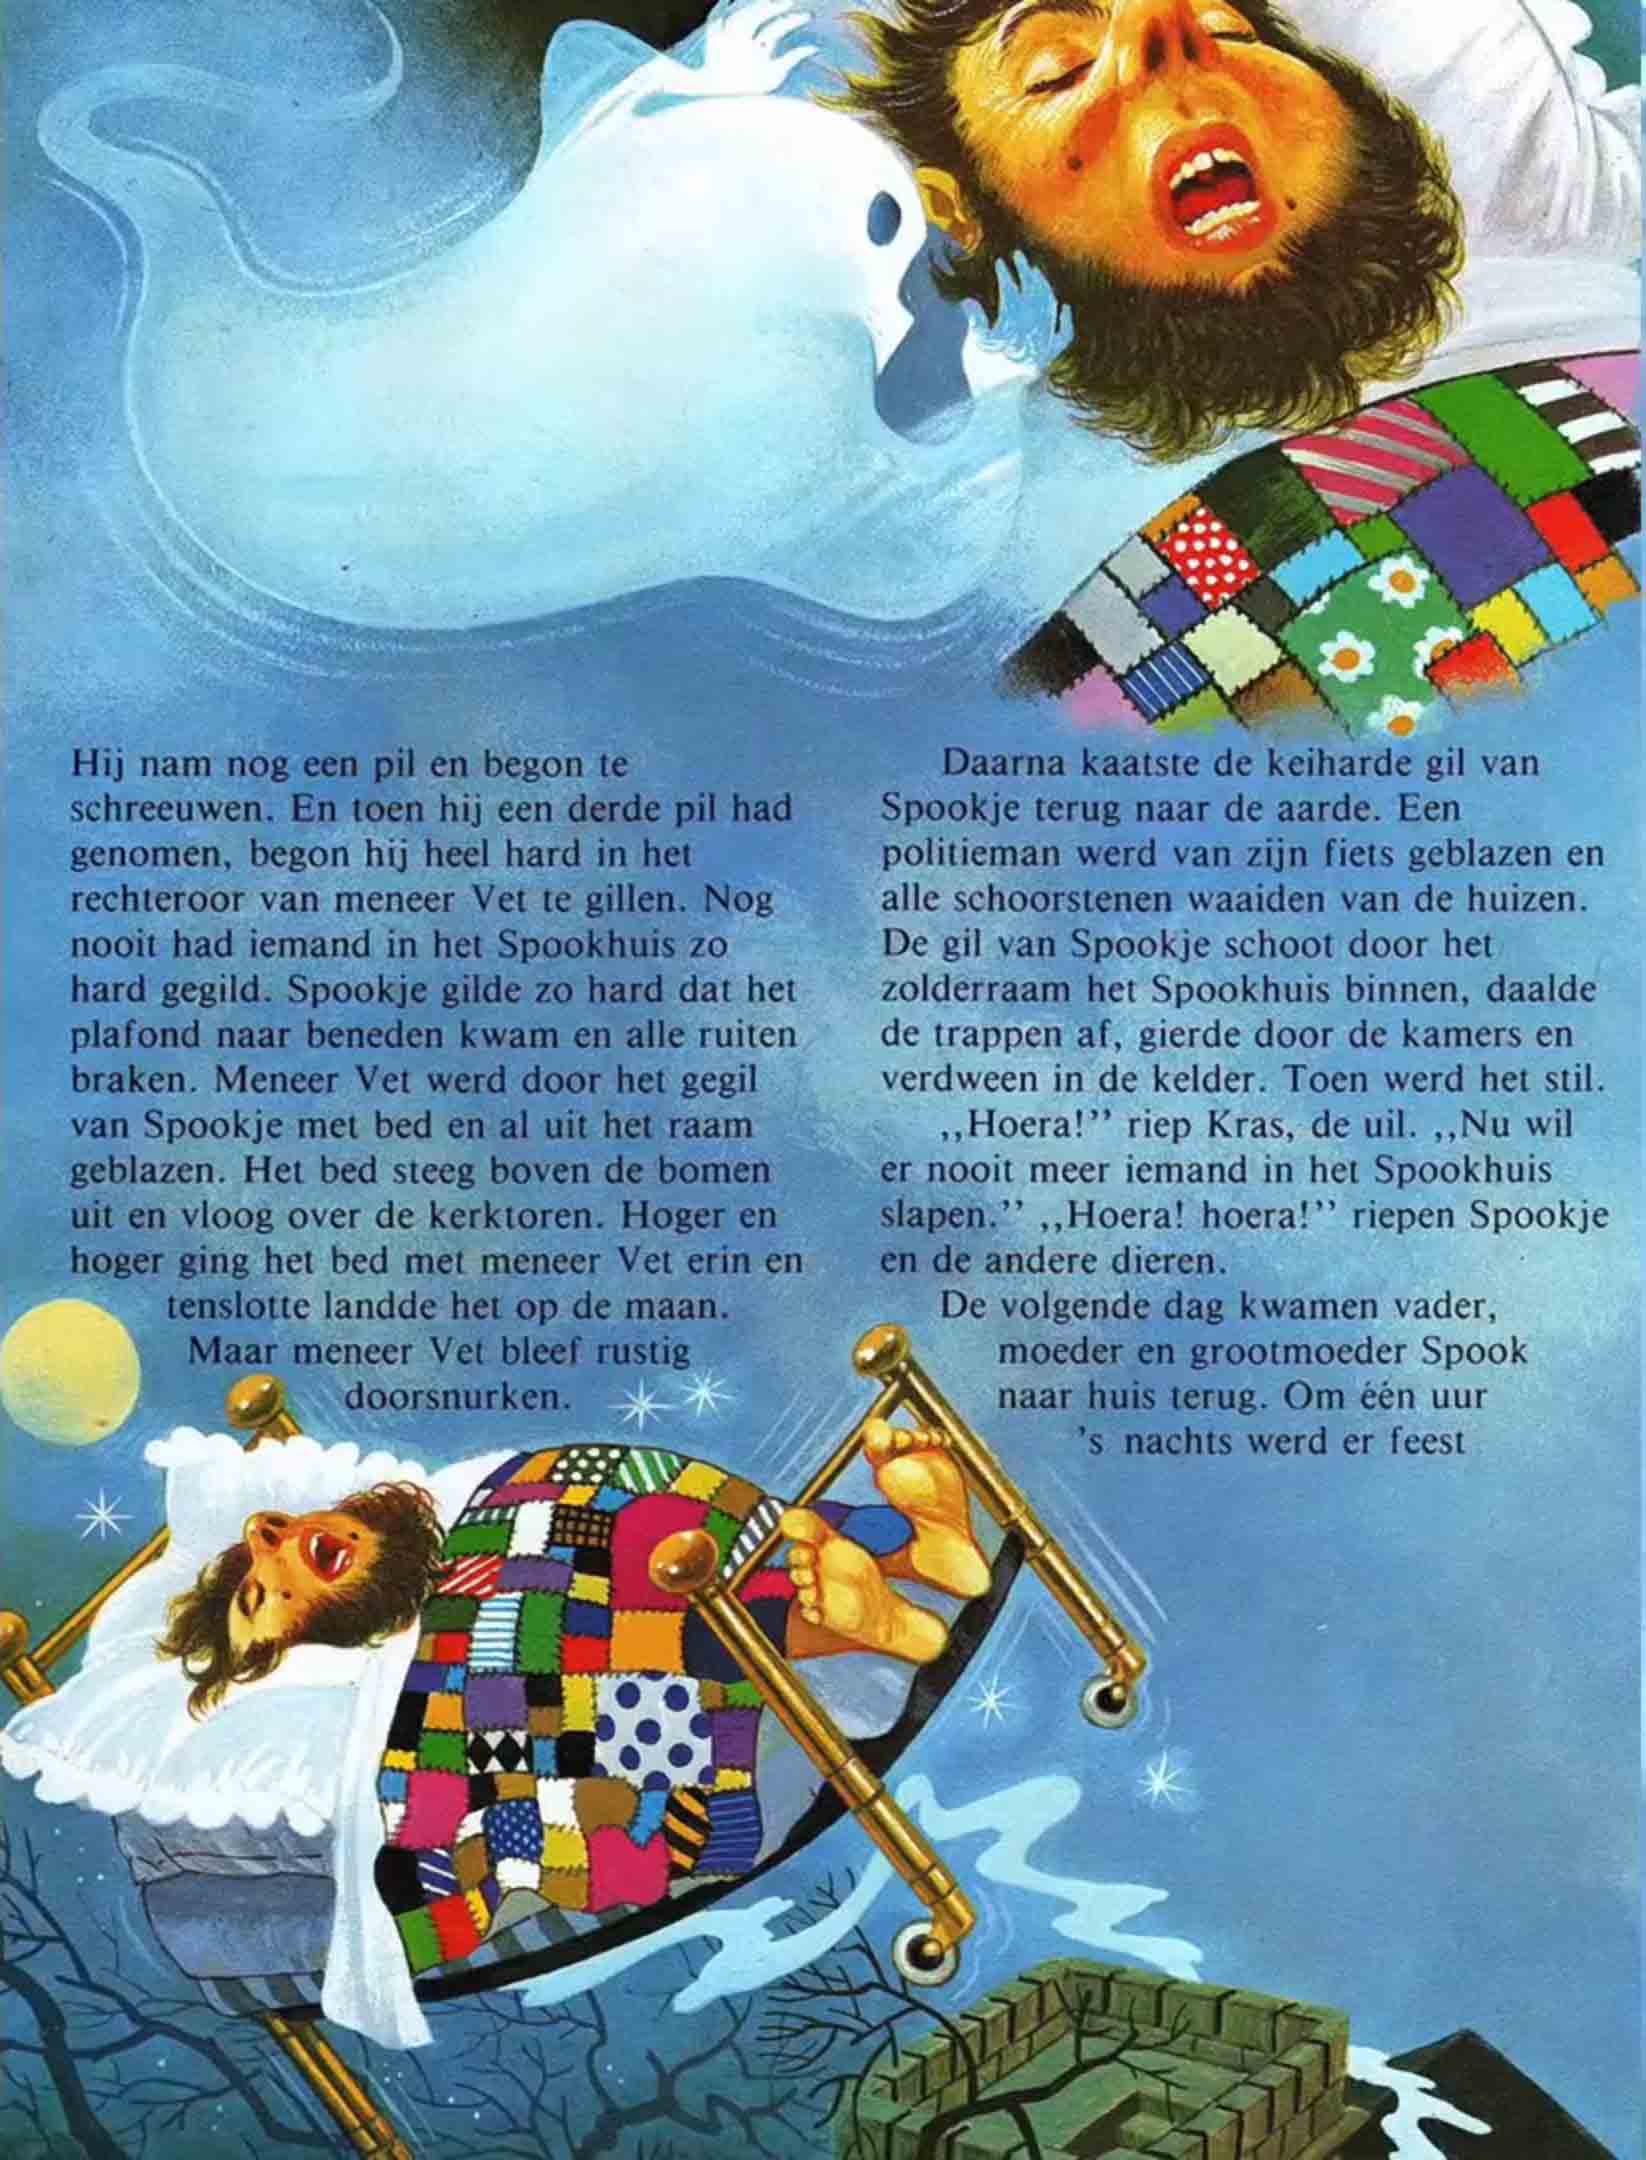 Hij nam nog een pil en begon te
schreeuwen. En toen hij een derde pil had
genomen, begon hij heel hard in het
rechteroor van meneer Vet te gillen. Nog
nooit had iemand in het Spookhuis zo
hard gegild. Spookje gilde zo hard dat het
plafond naar beneden kwam en alle ruiten
braken. Meneer Vet werd door het gegil
van Spookje met bed en al uit het raam
geblazen. Het bed steeg boven de bomen
uit en vloog over de kerktoren. Hoger en
hoger ging het bed met meneer Vet erin en
tenslotte landde het op de maan.
Maar meneer Vet bleef rustig
doorsnurken.
Daarna kaatste de keiharde gil van
Spookje terug naar de aarde. Een
politieman werd van zijn fiets geblazen en
alle schoorstenen waaiden van de huizen.
De gil van Spookje schoot door het
zolderraam het Spookhuis binnen, daalde
de trappen af, gierde door de kamers en
verdween in de kelder. Toen werd het stil.
,,Hoera!’’ riep Kras, de uil. ,,Nu wil
er nooit meer iemand in het Spookhuis
slapen.’’ ,,Hoera! hoera!’’ riepen Spookje
en de andere dieren.
De volgende dag kwamen vader,
moeder en grootmoeder Spook
naar huis terug. Om één uur
’s nachts werd er feest